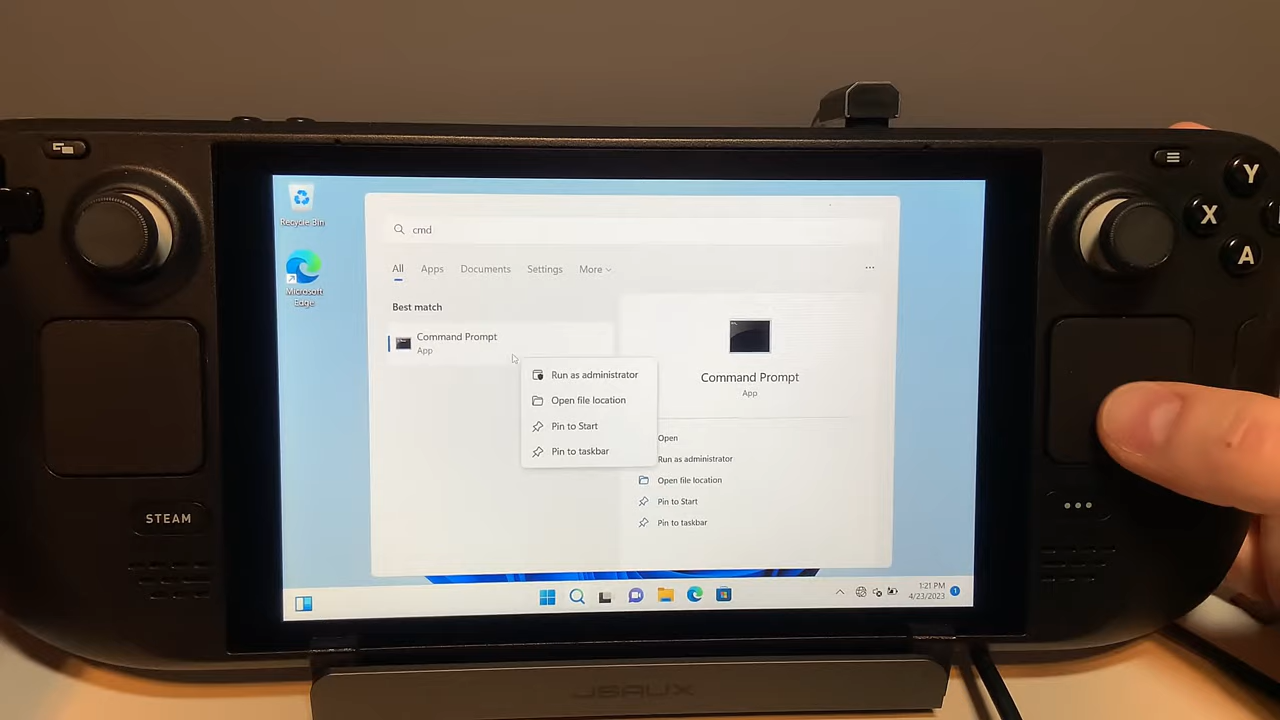 Y
X
A
STEAM
Recycle Bin
Microsoft
Edge
cmd
All
Apps
Documents
Settings
More
Best match
Command Prompt
App
Run as administrator
Open file location
Pin to Start
Pin to taskbar
Command Prompt
App
Open
Run as administrator
Open file location
Pin to Start
Pin to taskbar
1:21 PM
4/23/2023
1
JSAUX